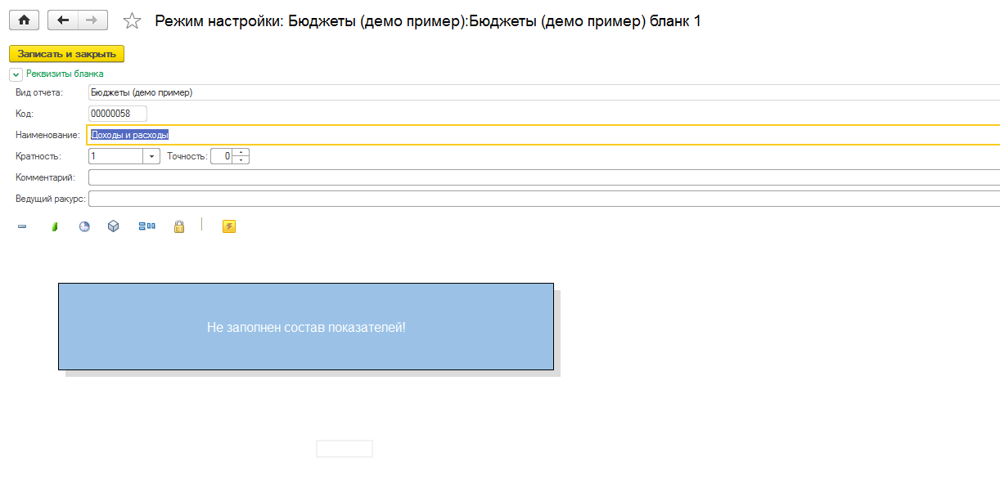 Режим настройки: Бюджеты (демо пример):Бюджеты (демо пример) бланк 1
Записать и закрыть
Реквизиты бланка
Вид отчета: Бюджеты (демо пример)
Код: 00000058
Наименование: Доходы и расходы
Кратность: 1 Точность: 0
Комментарий:
Ведущий ракурс:
Не заполнен состав показателей!